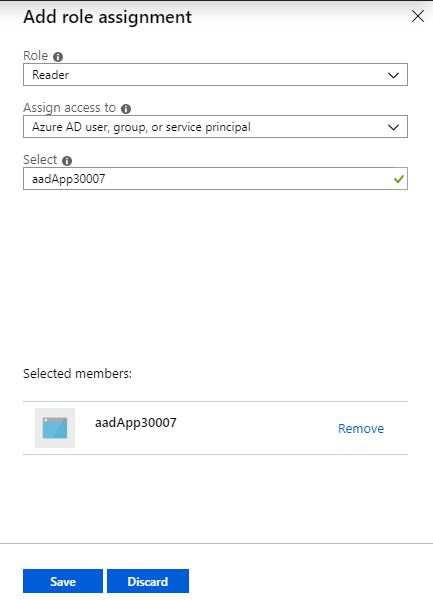 Add role assignment
Role
Reader
Assign access to
Azure AD user, group, or service principal
Select
aadApp30007
Selected members:
aadApp30007
Remove
Save
Discard